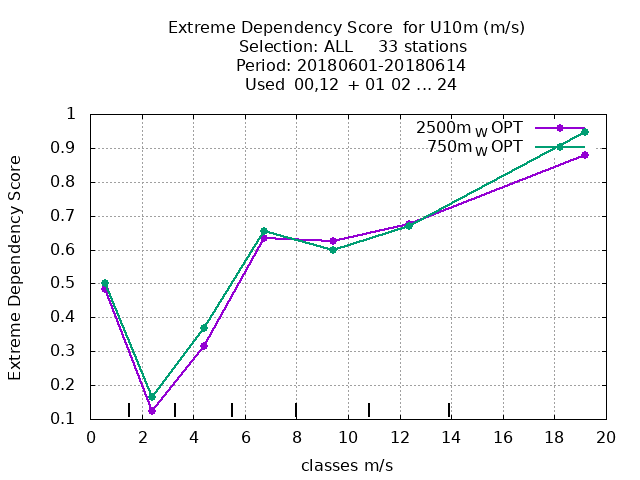 Extreme Dependency Score  for U10m (m/s)
Selection: ALL     33 stations
Period: 20180601-20180614
Used  00,12  + 01 02 ... 24
2500m W OPT
750m W OPT
1
0.9
0.8
0.7
0.6
0.5
0.4
0.3
0.2
0.1
Extreme Dependency Score
0 2 4 6 8 10 12 14 16 18 20
classes m/s